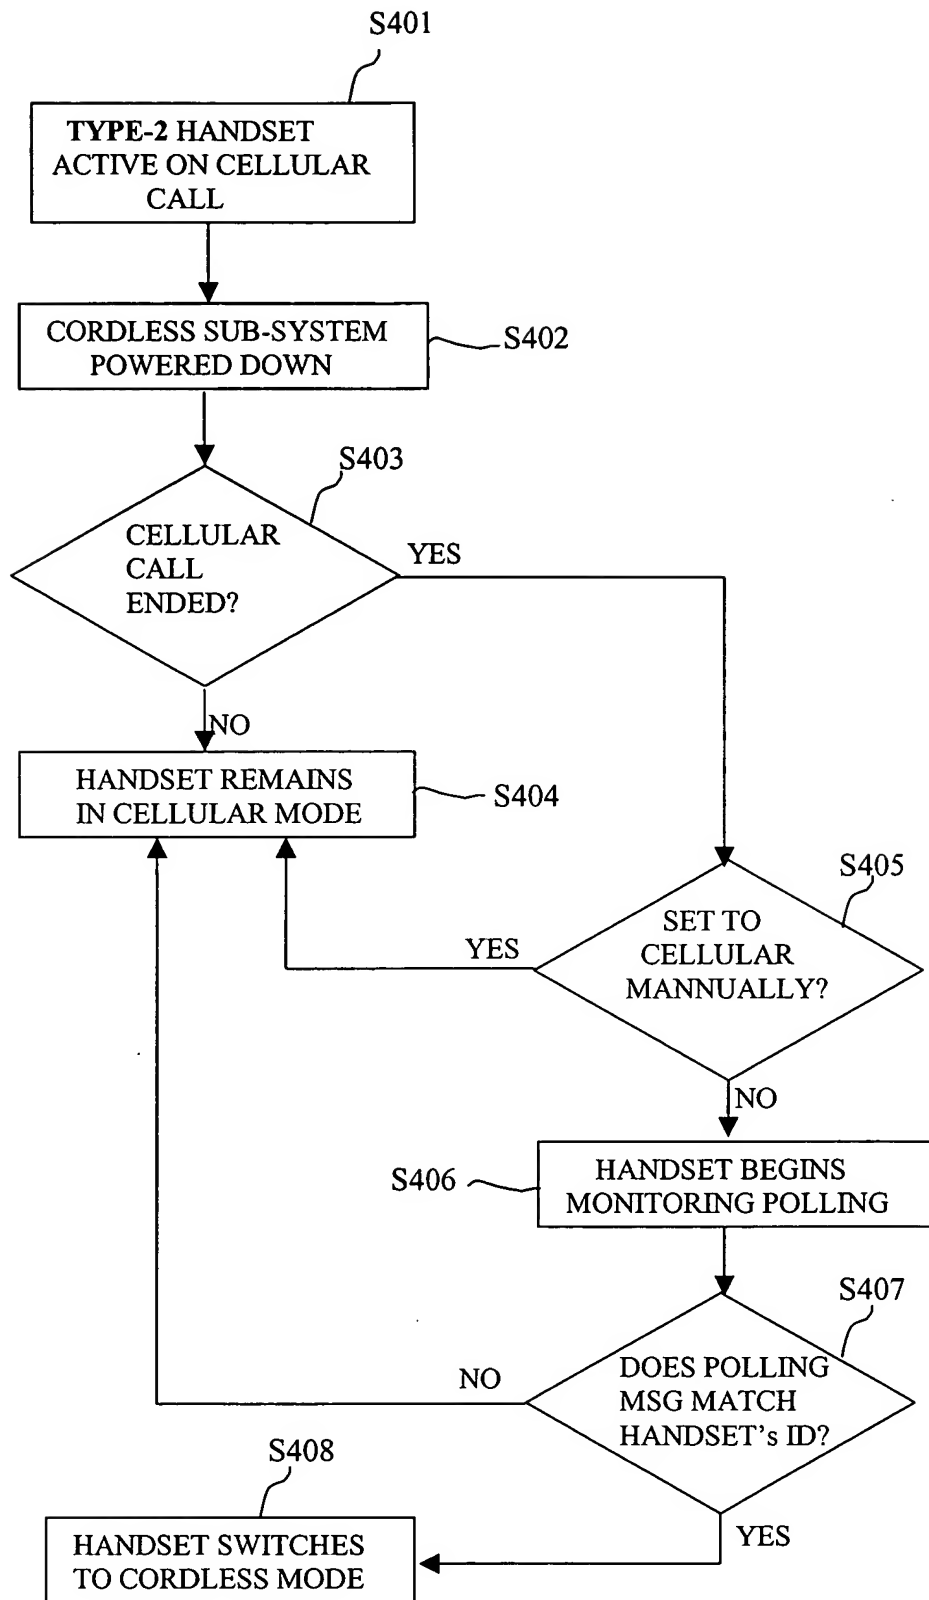 S401
TYPE-2 HANDSET
ACTIVE ON CELLULAR
CALL
CORDLESS SUB-SYSTEM
POWERED DOWN
S402
S403
CELLULAR
CALL
ENDED?
YES
NO
HANDSET REMAINS
IN CELLULAR MODE
S404
S405
SET TO
CELLULAR
MANNUALLY?
YES
NO
S406
HANDSET BEGINS
MONITORING POLLING
S407
DOES POLLING
MSG MATCH
HANDSET's ID?
NO
YES
S408
HANDSET SWITCHES
TO CORDLESS MODE